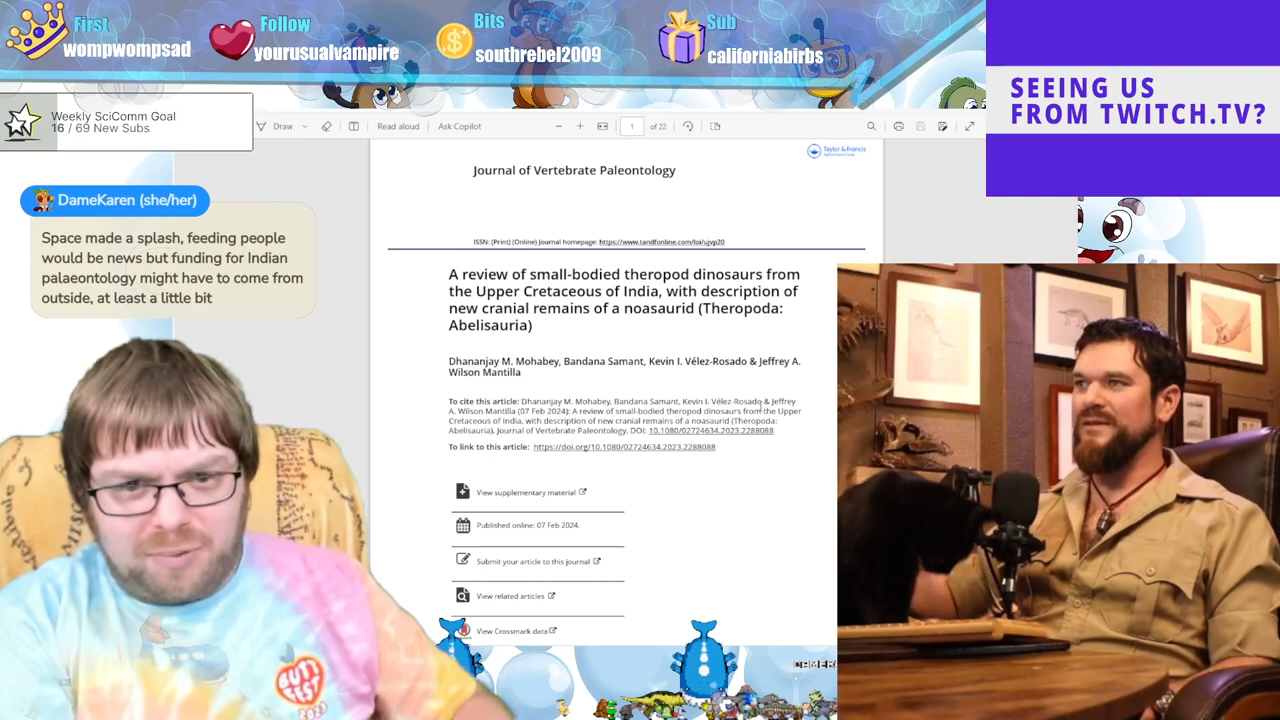 First
wompwompsad
Follow
yourusualvampire
Bits
southrebel2009
Sub
californiabirbs
SEEING US
FROM TWITCH.TV?
Weekly SciComm Goal
16 / 69 New Subs
Draw
Read aloud
Ask Copilot
1
of 22
DameKaren (she/her)
Space made a splash, feeding people
would be news but funding for Indian
palaeontology might have to come from
outside, at least a little bit
Taylor & Francis
Journal of Vertebrate Paleontology
ISSN: (Print) (Online) Journal homepage: https://www.tandfonline.com/loi/ujvp20
A review of small-bodied theropod dinosaurs from
the Upper Cretaceous of India, with description of
new cranial remains of a noasaurid (Theropoda:
Abelisauria)
Dhananjay M. Mohabey, Bandana Samant, Kevin I. Vélez-Rosado & Jeffrey A.
Wilson Mantilla
To cite this article: Dhananjay M. Mohabey, Bandana Samant, Kevin I. Vélez-Rosado & Jeffrey
A. Wilson Mantilla (07 Feb 2024): A review of small-bodied theropod dinosaurs from the Upper
Cretaceous of India, with description of new cranial remains of a noasaurid (Theropoda:
Abelisauria), Journal of Vertebrate Paleontology, DOI: 10.1080/02724634.2023.2288088
To link to this article: https://doi.org/10.1080/02724634.2023.2288088
View supplementary material
Published online: 07 Feb 2024.
Submit your article to this journal
View related articles
View Crossmark data
BUTT
FEST
2023